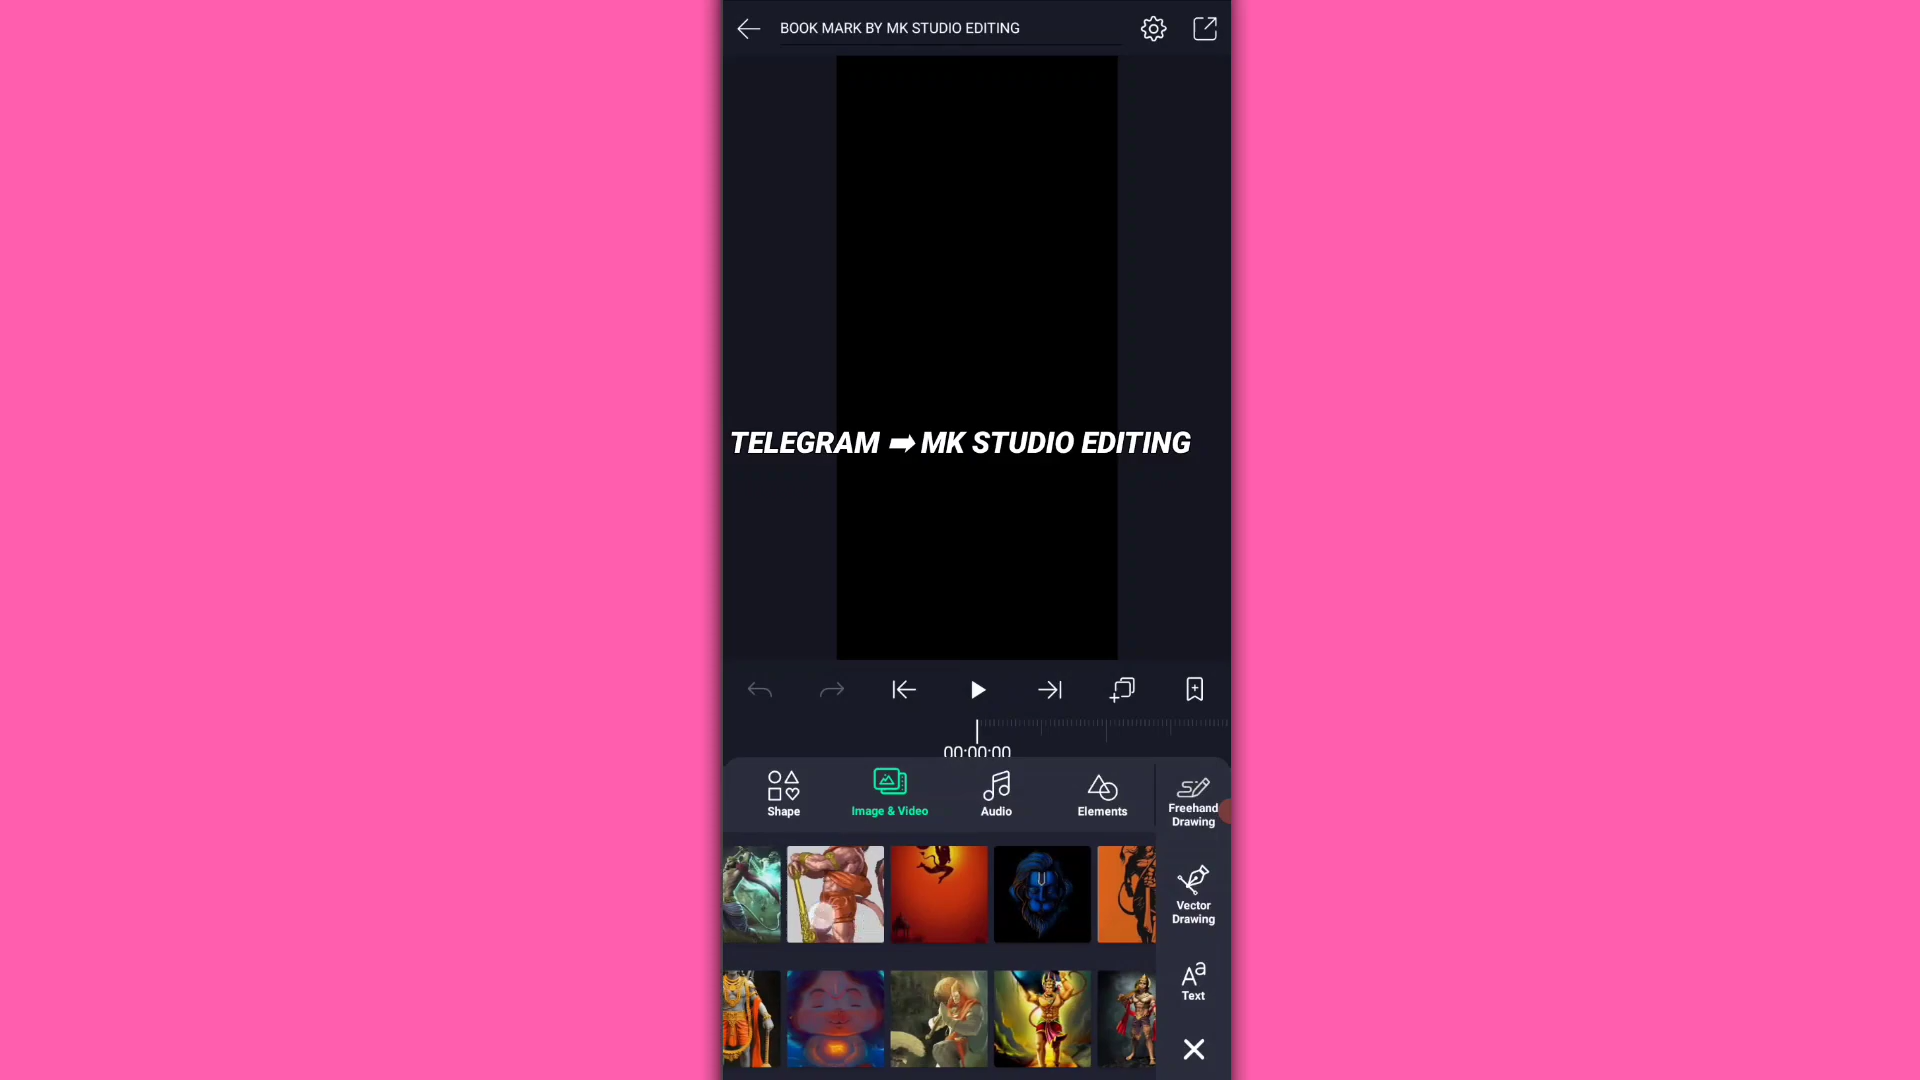 BOOK MARK BY MK STUDIO EDITING
TELEGRAM ➡ MK STUDIO EDITING
00:00:00
Shape
Image & Video
Audio
Elements
Freehand
Drawing
Vector
Drawing
Text